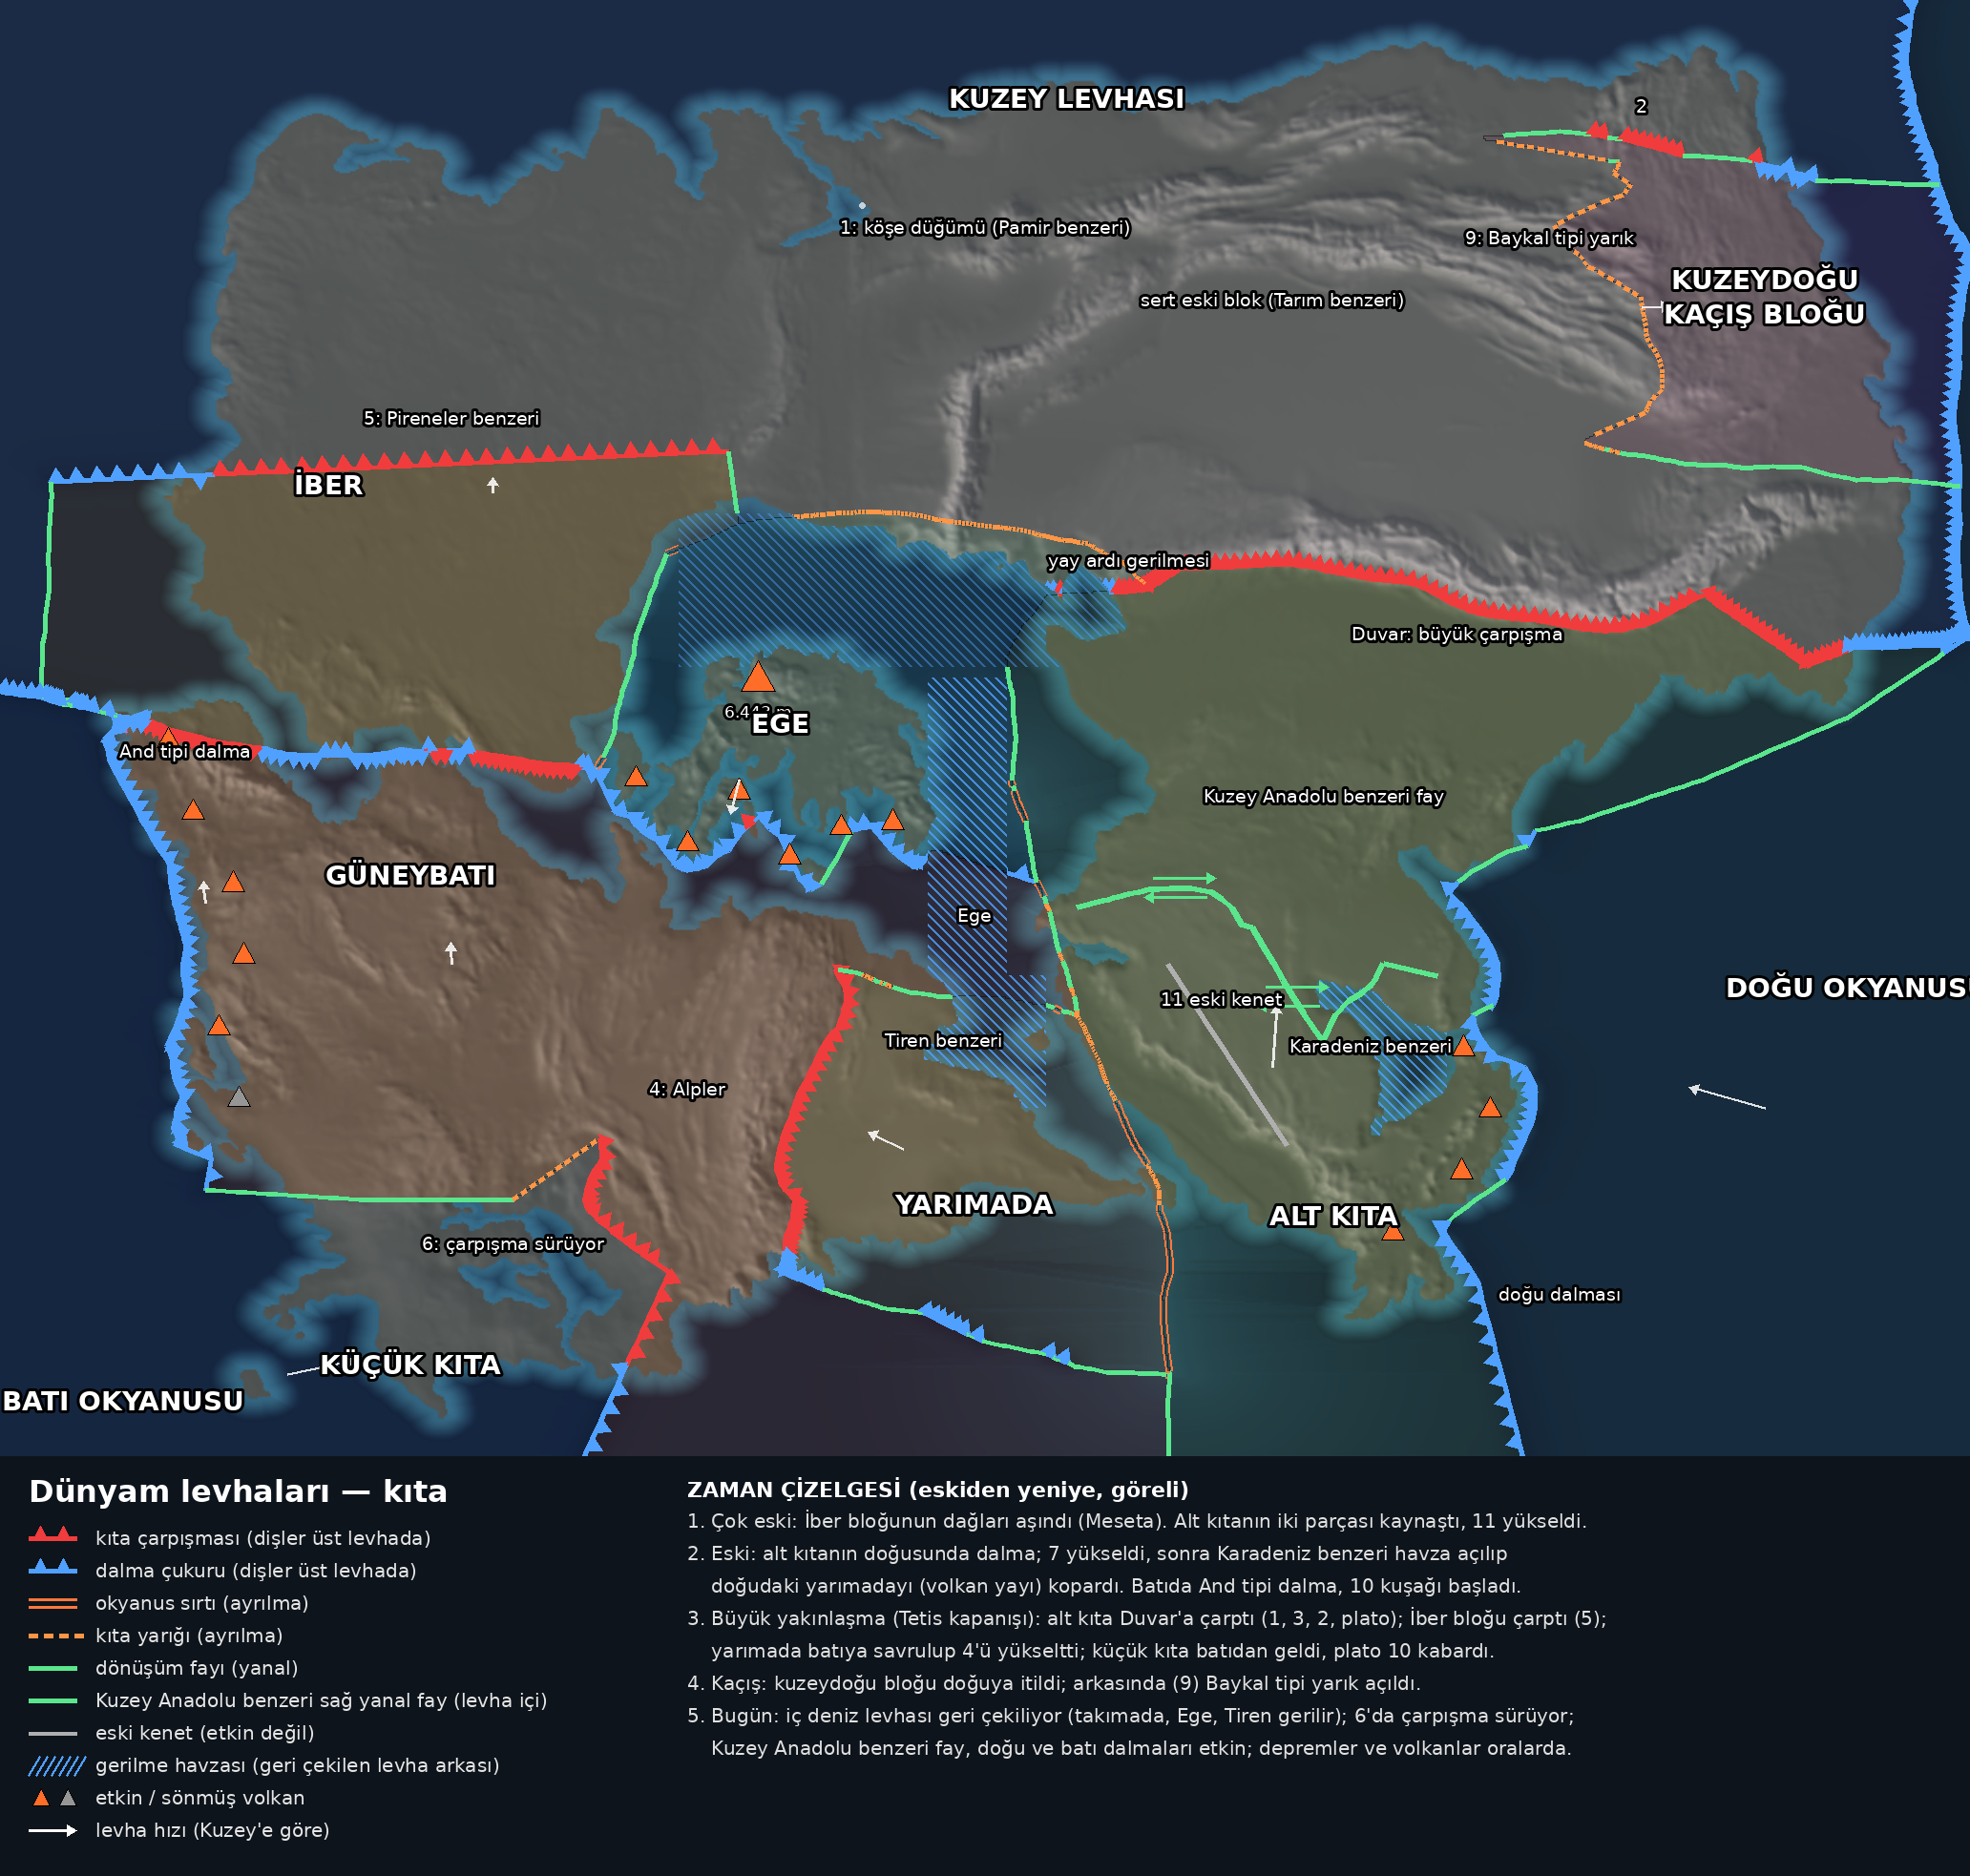 KUZEY LEVHASI
2
1: köşe düğümü (Pamir benzeri)
9: Baykal tipi yarık
KUZEYDOĞU
KAÇIŞ BLOĞU
sert eski blok (Tarım benzeri)
5: Pireneler benzeri
İBER
yay ardı gerilmesi
Duvar: büyük çarpışma
EGE
And tipi dalma
Kuzey Anadolu benzeri fay
GÜNEYBATI
Ege
DOĞU OKYANUSU
11 eski kenet
Tiren benzeri
Karadeniz benzeri
4: Alpler
YARIMADA
ALT KITA
6: çarpışma sürüyor
doğu dalması
KÜÇÜK KITA
BATI OKYANUSU
Dünyam levhaları — kıta
kıta çarpışması (dişler üst levhada)
dalma çukuru (dişler üst levhada)
okyanus sırtı (ayrılma)
kıta yarığı (ayrılma)
dönüşüm fayı (yanal)
Kuzey Anadolu benzeri sağ yanal fay (levha içi)
eski kenet (etkin değil)
gerilme havzası (geri çekilen levha arkası)
etkin / sönmüş volkan
levha hızı (Kuzey'e göre)
ZAMAN ÇİZELGESİ (eskiden yeniye, göreli)
1. Çok eski: İber bloğunun dağları aşındı (Meseta). Alt kıtanın iki parçası kaynaştı, 11 yükseldi.
2. Eski: alt kıtanın doğusunda dalma; 7 yükseldi, sonra Karadeniz benzeri havza açılıp
doğudaki yarımadayı (volkan yayı) kopardı. Batıda And tipi dalma, 10 kuşağı başladı.
3. Büyük yakınlaşma (Tetis kapanışı): alt kıta Duvar'a çarptı (1, 3, 2, plato); İber bloğu çarptı (5);
yarımada batıya savrulup 4'ü yükseltti; küçük kıta batıdan geldi, plato 10 kabardı.
4. Kaçış: kuzeydoğu bloğu doğuya itildi; arkasında (9) Baykal tipi yarık açıldı.
5. Bugün: iç deniz levhası geri çekiliyor (takımada, Ege, Tiren gerilir); 6'da çarpışma sürüyor;
Kuzey Anadolu benzeri fay, doğu ve batı dalmaları etkin; depremler ve volkanlar oralarda.